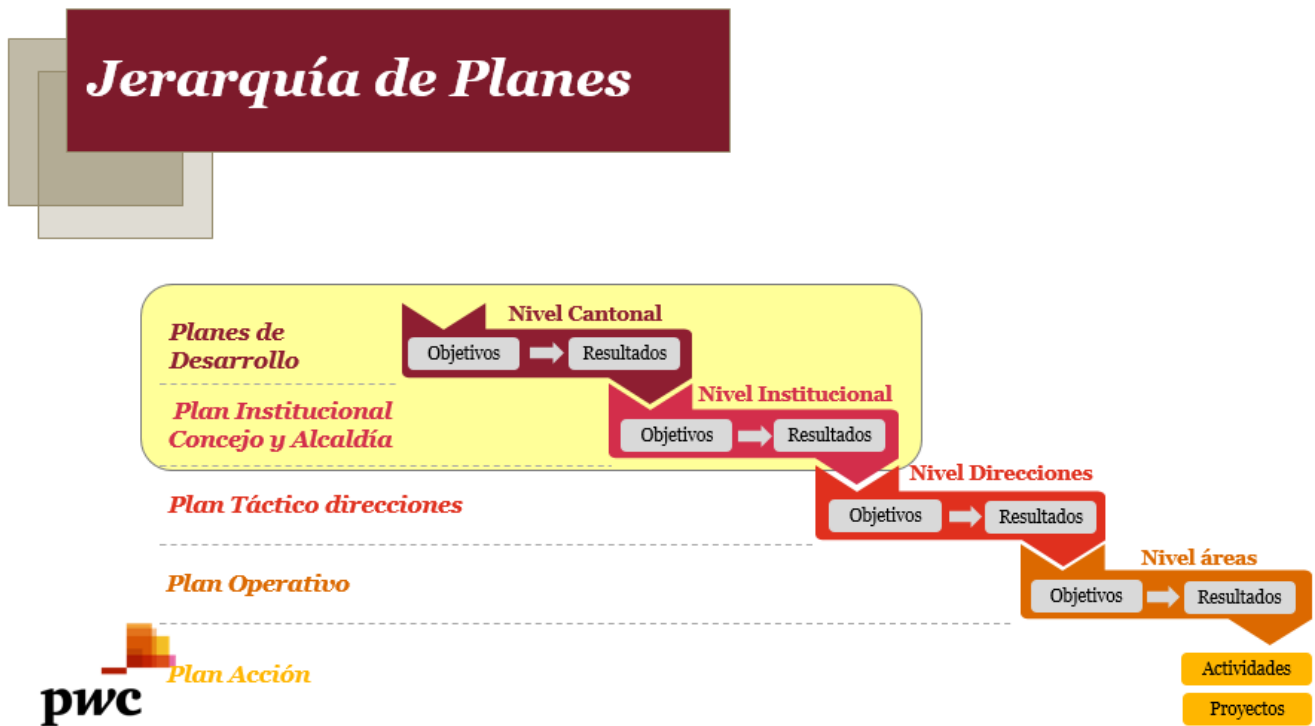 Jerarquía de Planes
Planes de
Desarrollo
Nivel Cantonal
Objetivos
Resultados
Plan Institucional
Concejo y Alcaldía
Nivel Institucional
Objetivos
Resultados
Plan Táctico direcciones
Nivel Direcciones
Objetivos
Resultados
Plan Operativo
Nivel áreas
Objetivos
Resultados
Plan Acción
Actividades
Proyectos
pwc